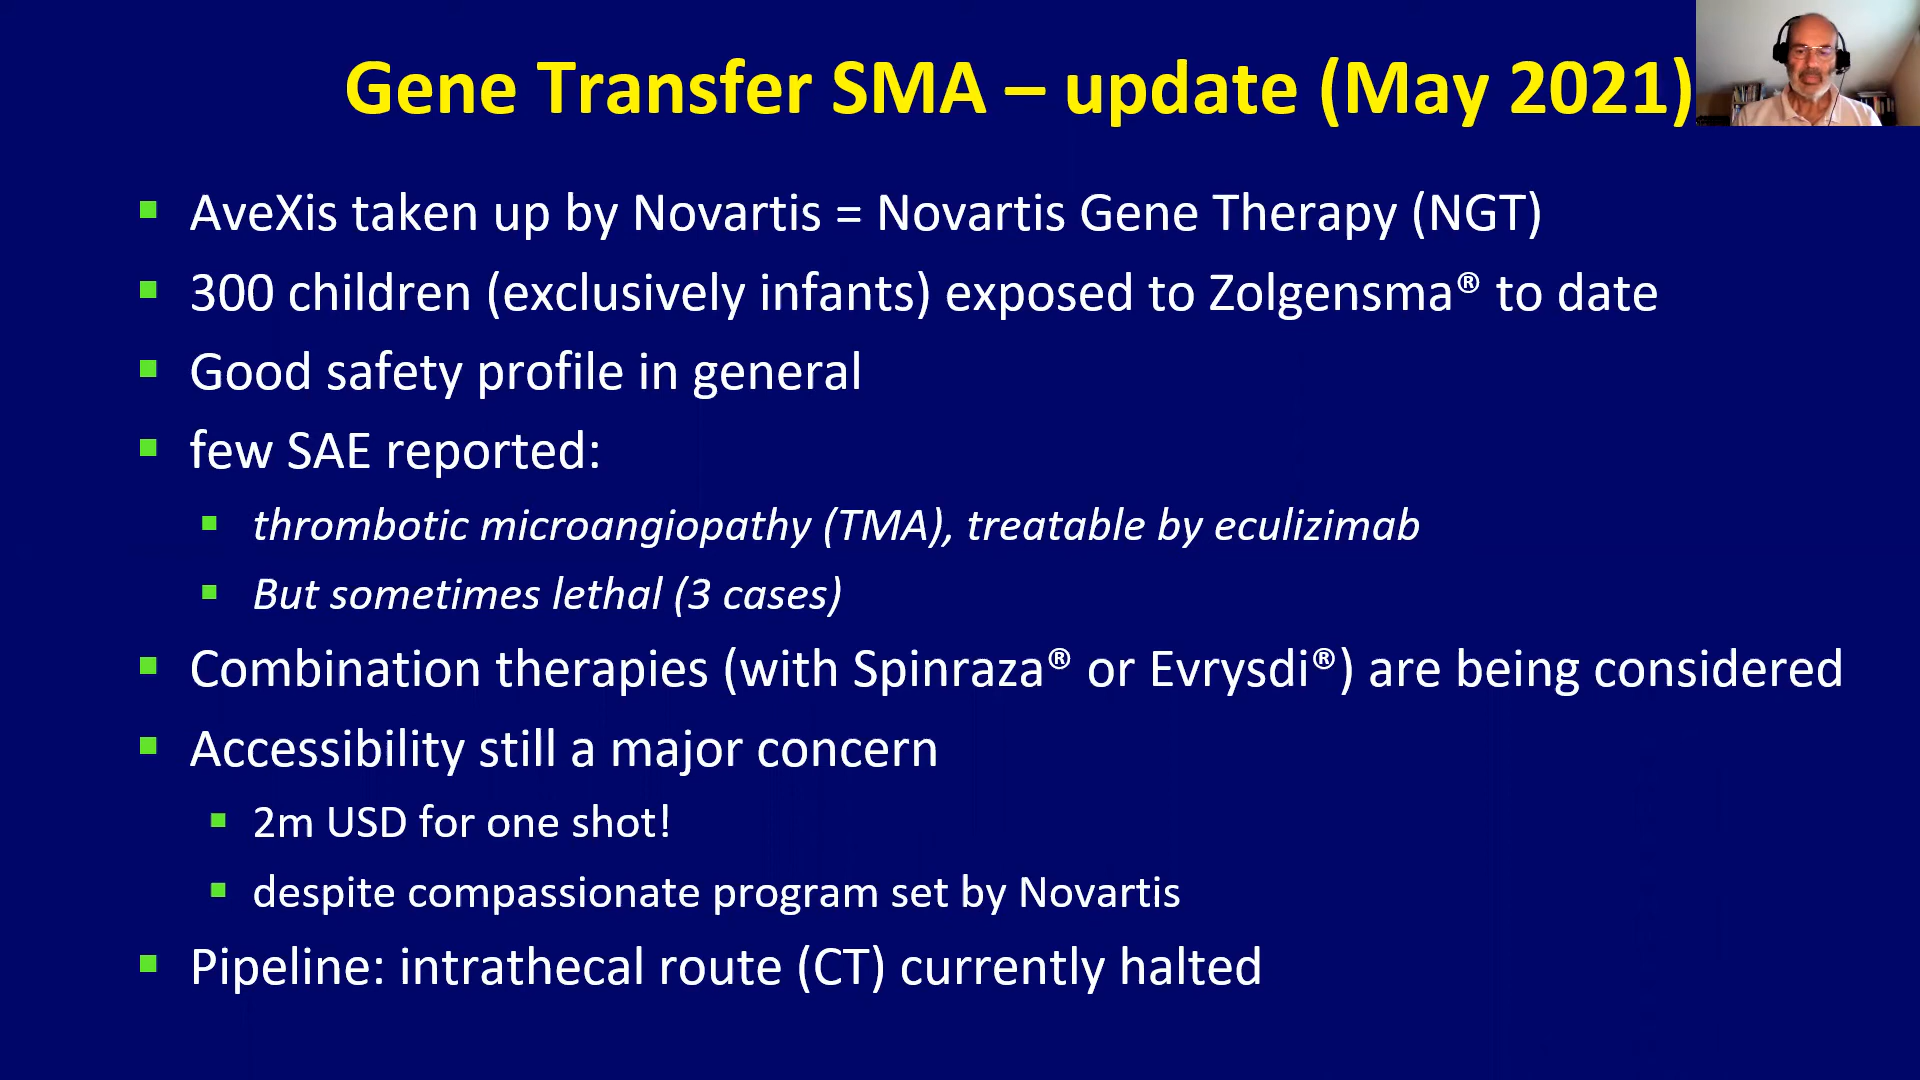 Gene Transfer SMA – update (May 2021)
AveXis taken up by Novartis = Novartis Gene Therapy (NGT)
300 children (exclusively infants) exposed to Zolgensma® to date
Good safety profile in general
few SAE reported:
thrombotic microangiopathy (TMA), treatable by eculizimab
But sometimes lethal (3 cases)
Combination therapies (with Spinraza® or Evrysdi®) are being considered
Accessibility still a major concern
2m USD for one shot!
despite compassionate program set by Novartis
Pipeline: intrathecal route (CT) currently halted